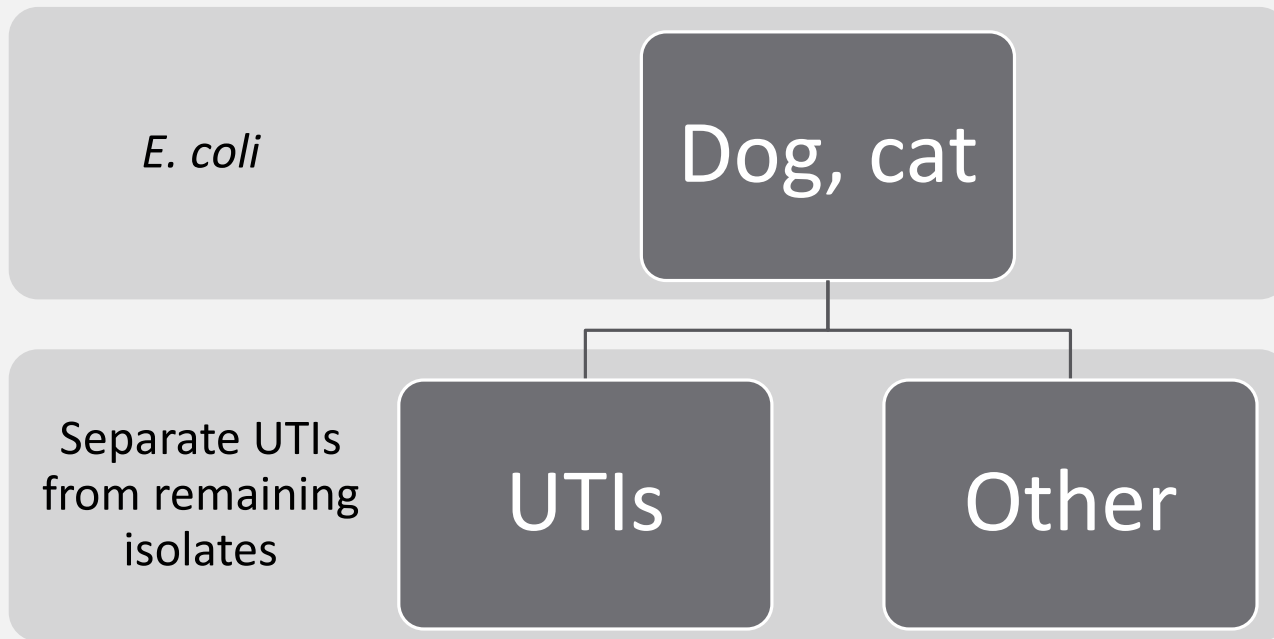 E. coli
Dog, cat
Separate UTIs
from remaining
isolates
UTIs
Other